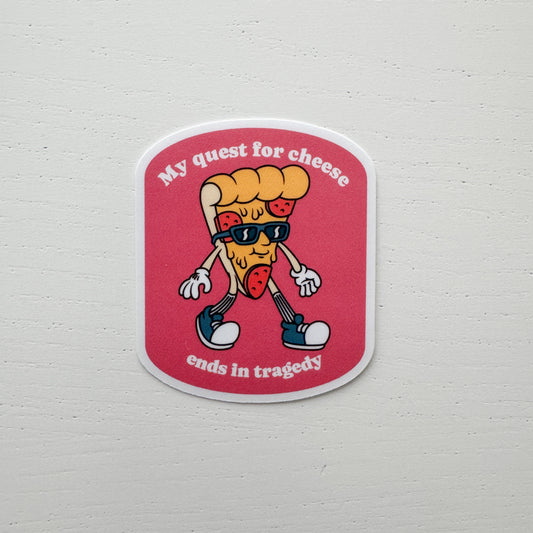 My quest for cheese
ends in tragedy